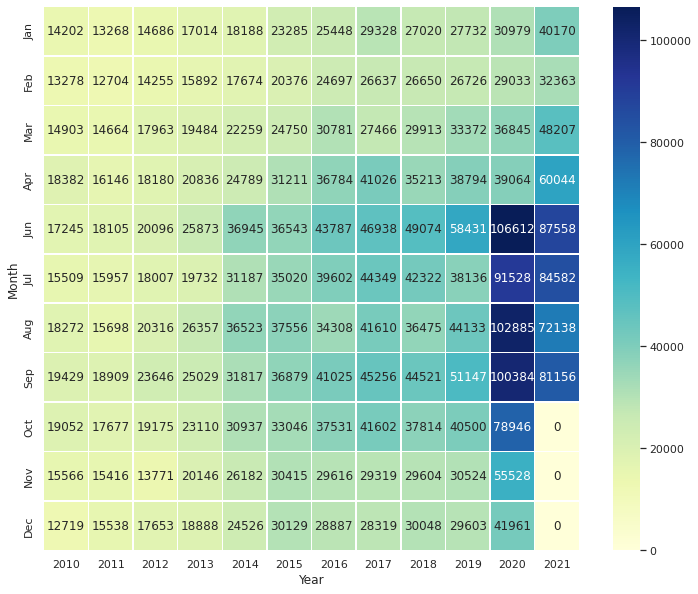 Jan 14202 13268 14686 17014 18188 23285 25448 29328 27020 27732 30979 40170
Feb 13278 12704 14255 15892 17674 20376 24697 26637 26650 26726 29033 32363
Mar 14903 14664 17963 19484 22259 24750 30781 27466 29913 33372 36845 48207
Apr 18382 16146 18180 20836 24789 31211 36784 41026 35213 38794 39064 60044
Jun 17245 18105 20096 25873 36945 36543 43787 46938 49074 58431 106612 87558
Jul 15509 15957 18007 19732 31187 35020 39602 44349 42322 38136 91528 84582
Aug 18272 15698 20316 26357 36523 37556 34308 41610 36475 44133 102885 72138
Sep 19429 18909 23646 25029 31817 36879 41025 45256 44521 51147 100384 81156
Oct 19052 17677 19175 23110 30937 33046 37531 41602 37814 40500 78946 0
Nov 15566 15416 13771 20146 26182 30415 29616 29319 29604 30524 55528 0
Dec 12719 15538 17653 18888 24526 30129 28887 28319 30048 29603 41961 0
2010 2011 2012 2013 2014 2015 2016 2017 2018 2019 2020 2021
Year
Month
100000
80000
60000
40000
20000
0